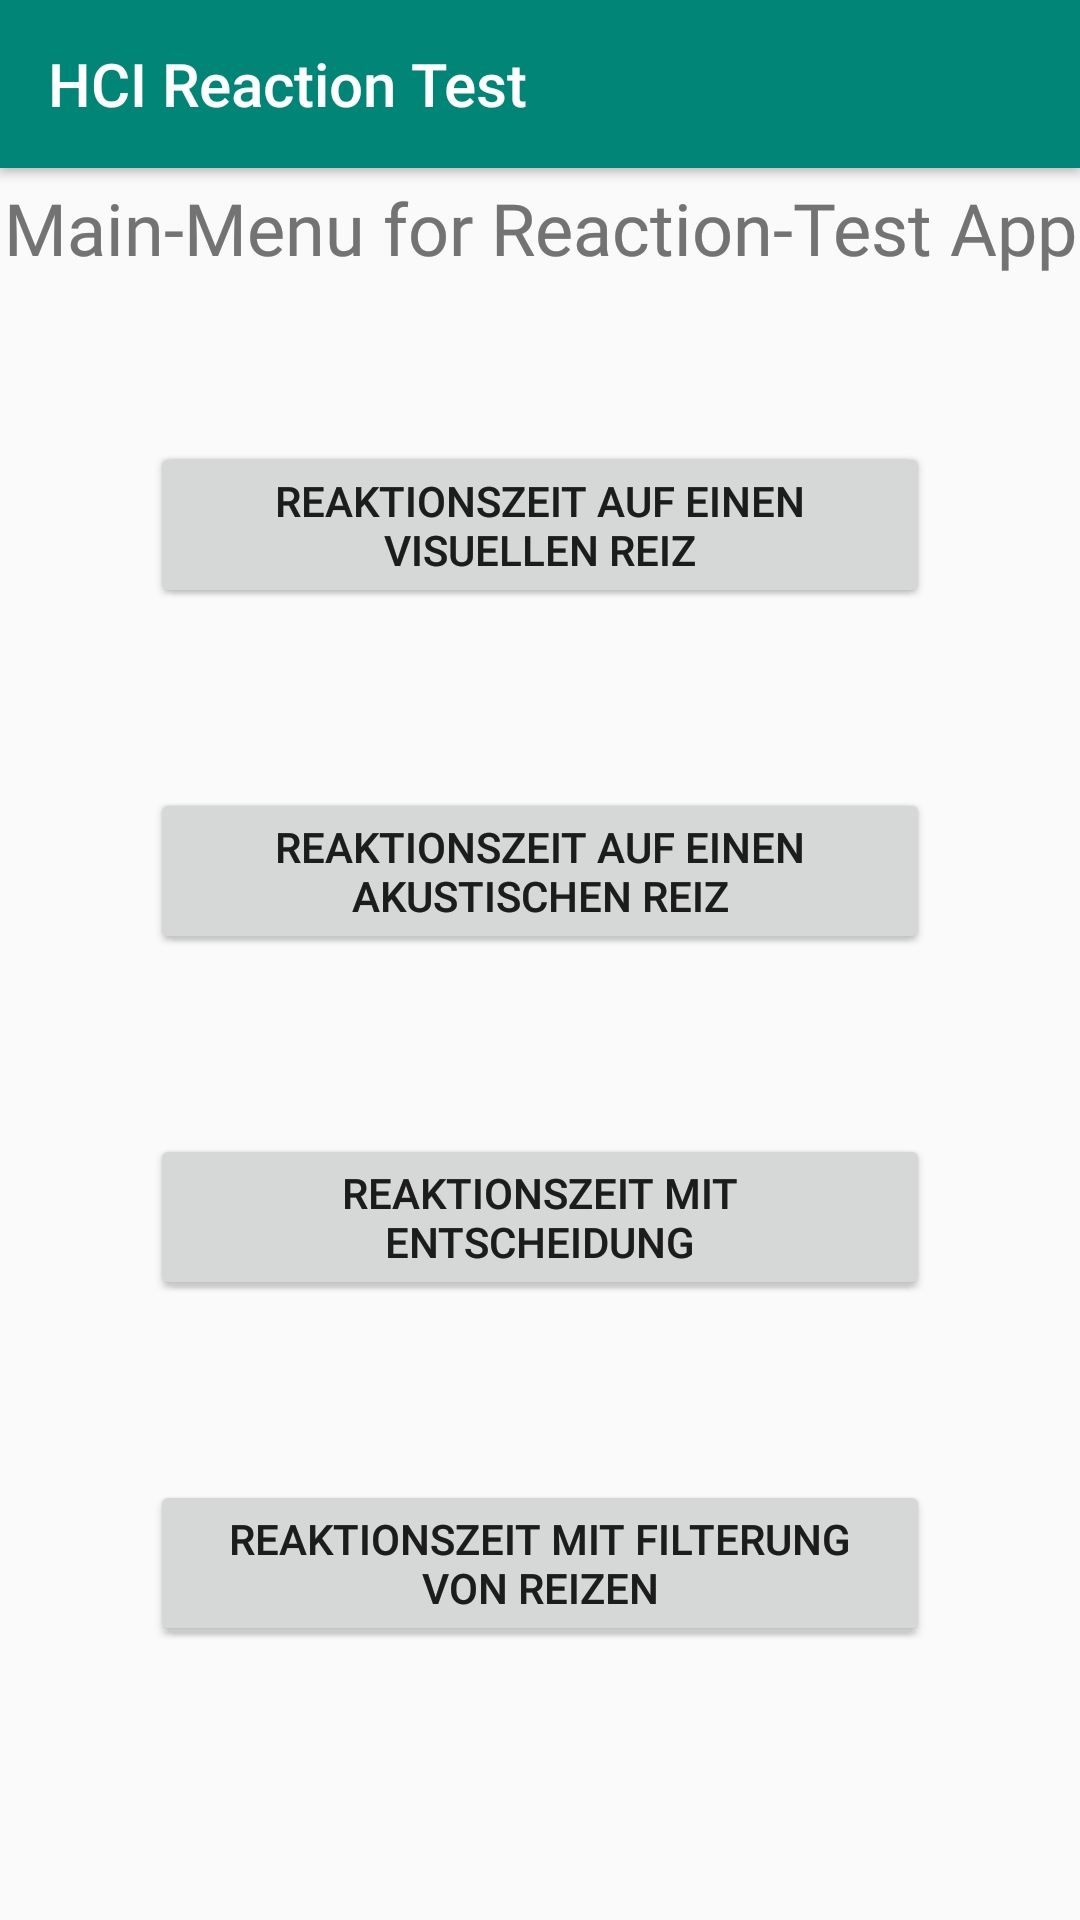 HCI Reaction Test
Main-Menu for Reaction-Test App
REAKTIONSZEIT AUF EINEN
VISUELLEN REIZ
REAKTIONSZEIT AUF EINEN
AKUSTISCHEN REIZ
REAKTIONSZEIT MIT
ENTSCHEIDUNG
REAKTIONSZEIT MIT FILTERUNG
VON REIZEN